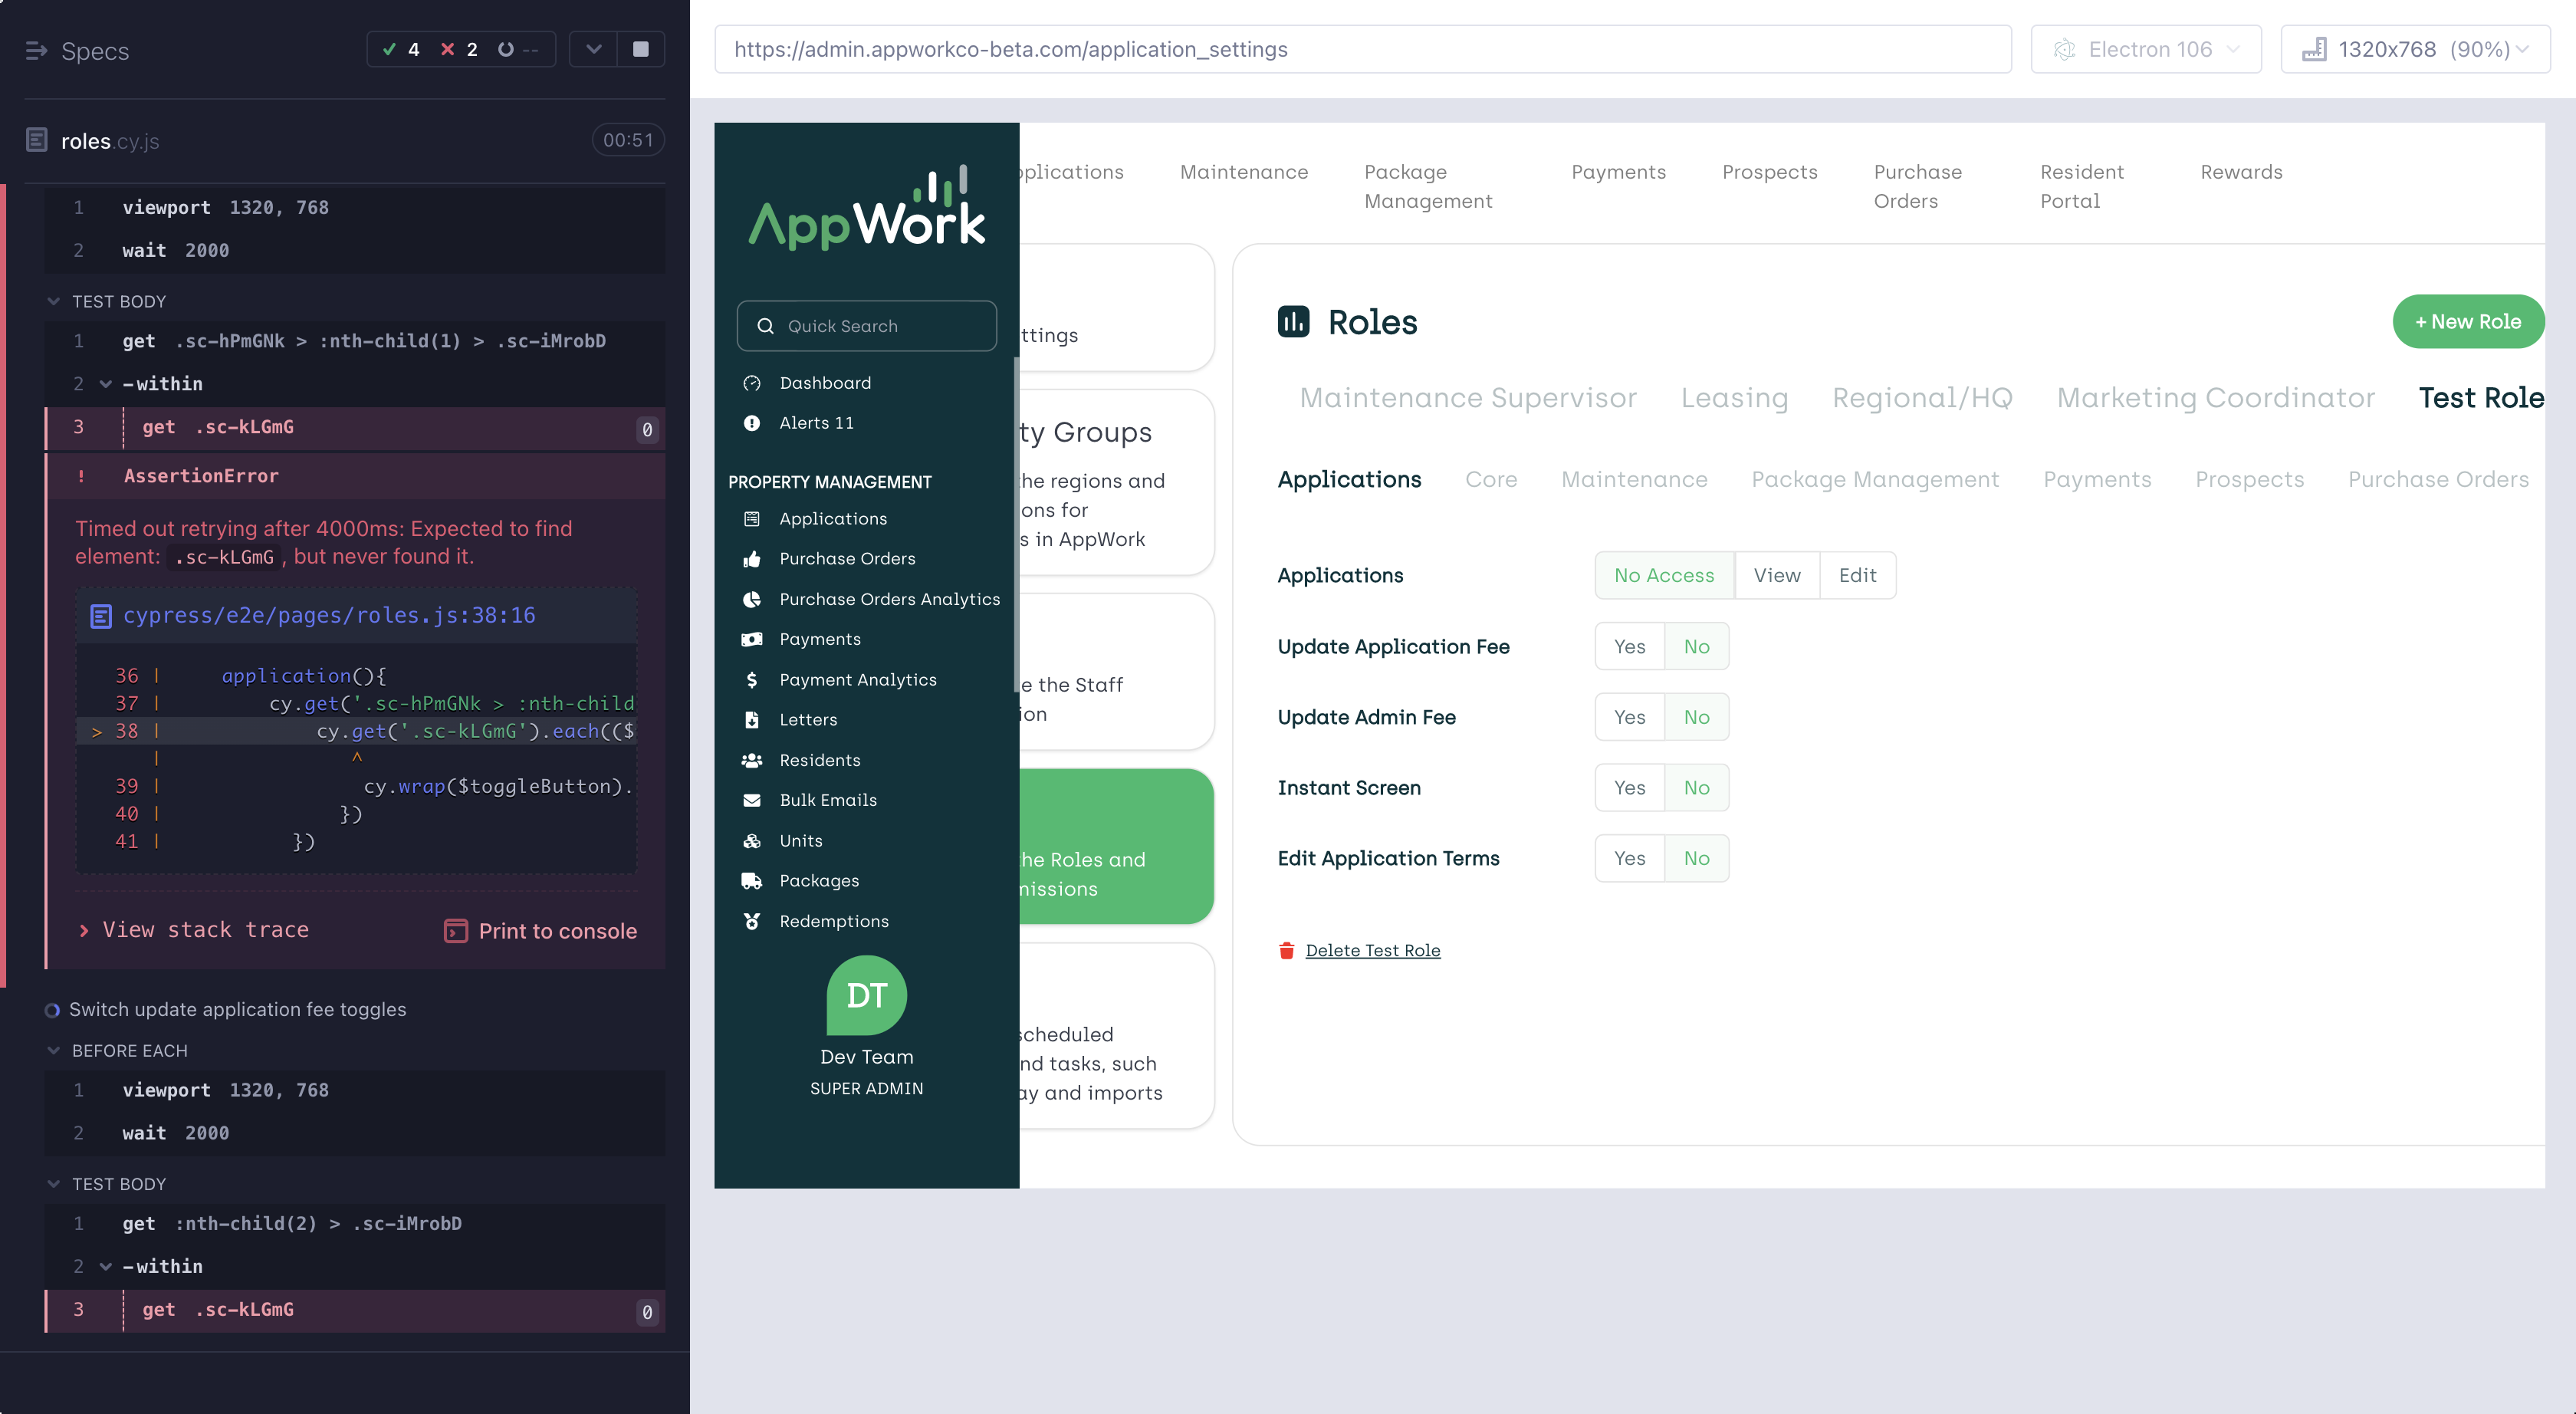 Specs
4 2 --
roles.cy.js
00:51
1 viewport 1320, 768
2 wait 2000
TEST BODY
1 get .sc-hPmGNk > :nth-child(1) > .sc-iMrobD
2 -within
3 get .sc-kLGmG 0
! AssertionError
Timed out retrying after 4000ms: Expected to find
element: .sc-kLGmG , but never found it.
cypress/e2e/pages/roles.js:38:16
36 | application(){
37 | cy.get('.sc-hPmGNk > :nth-child
> 38 | cy.get('.sc-kLGmG').each(($
| ^
39 | cy.wrap($toggleButton).
40 | })
41 | })
> View stack trace
Print to console
Switch update application fee toggles
BEFORE EACH
1 viewport 1320, 768
2 wait 2000
TEST BODY
1 get :nth-child(2) > .sc-iMrobD
2 -within
3 get .sc-kLGmG 0
https://admin.appworkco-beta.com/application_settings
Electron 106
1320x768 (90%)
AppWork
Quick Search
Dashboard
Alerts 11
PROPERTY MANAGEMENT
Applications
Purchase Orders
Purchase Orders Analytics
Payments
Payment Analytics
Letters
Residents
Bulk Emails
Units
Packages
Redemptions
DT
Dev Team
SUPER ADMIN
pplications
Maintenance
Package
Management
Payments
Prospects
Purchase
Orders
Resident
Portal
Rewards
ttings
ty Groups
he regions and
ons for
s in AppWork
e the Staff
ion
he Roles and
missions
scheduled
nd tasks, such
ay and imports
Roles
+ New Role
Maintenance Supervisor
Leasing
Regional/HQ
Marketing Coordinator
Test Role
Applications
Core
Maintenance
Package Management
Payments
Prospects
Purchase Orders
Applications
No Access View Edit
Update Application Fee
Yes No
Update Admin Fee
Yes No
Instant Screen
Yes No
Edit Application Terms
Yes No
Delete Test Role